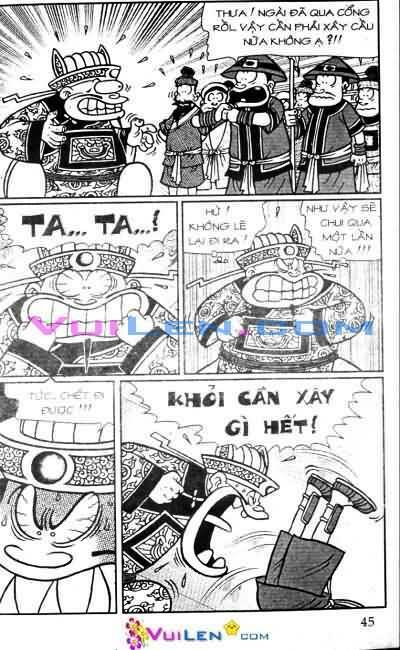 THƯA! NGÀI ĐÃ QUA CỔNG
RỒI, VẬY CẦN PHẢI XÂY CẦU
NỮA KHÔNG Ạ?!!
TA... TA...!
HỪ!
KHÔNG LẼ
LẠI ĐI RA!
NHƯ VẬY SẼ
CHUI QUA
MỘT LẦN
NỮA!!!
VUILEN.COM
TỨC CHẾT ĐI
ĐƯỢC!!!
KHỎI CẦN XÂY
GÌ HẾT!
45
VUILEN.COM